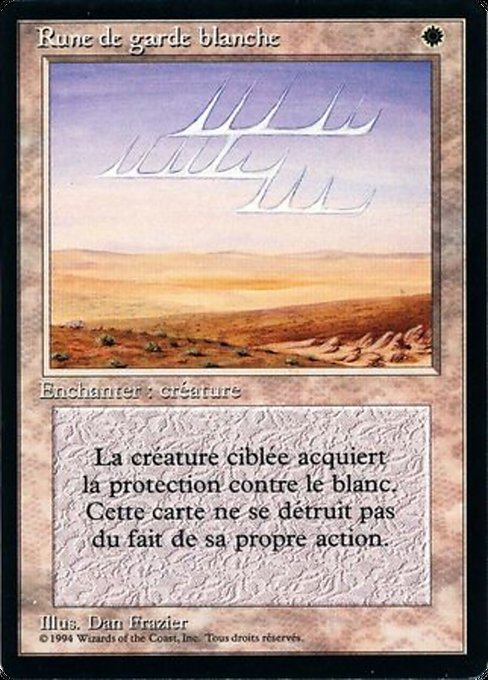 Rune de garde blanche
Enchanter : créature
La créature ciblée acquiert
la protection contre le blanc.
Cette carte ne se détruit pas
du fait de sa propre action.
Illus. Dan Frazier
© 1994 Wizards of the Coast, Inc. Tous droits réservés.